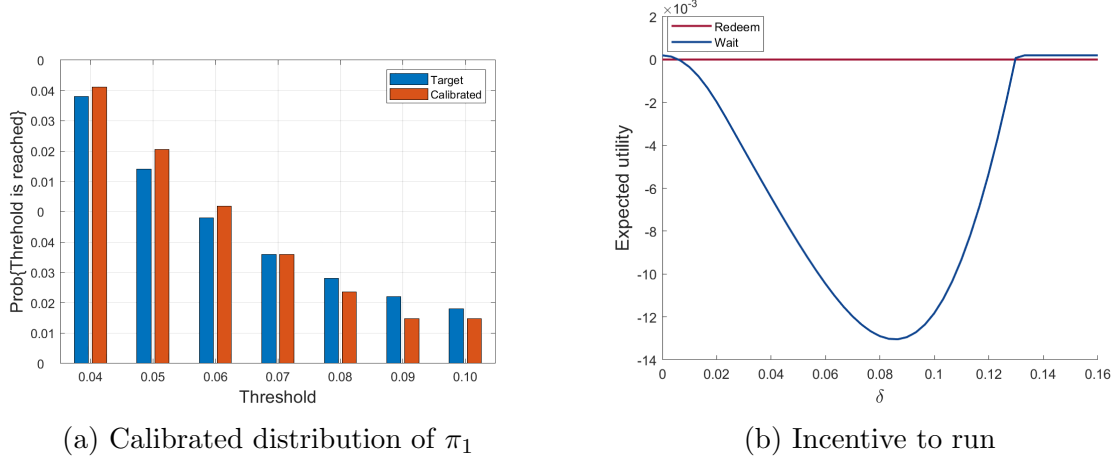 Prob{Threhold is reached}
0
0.04
0.03
0.02
0.01
0
0.04
0.03
0.02
0.01
0
Target
Calibrated
0.04 0.05 0.06 0.07 0.08 0.09 0.10
Threshold
(a) Calibrated distribution of π₁
×10⁻³
Expected utility
2
0
-2
-4
-6
-8
-10
-12
-14
Redeem
Wait
0 0.02 0.04 0.06 0.08 0.1 0.12 0.14 0.16
δ
(b) Incentive to run